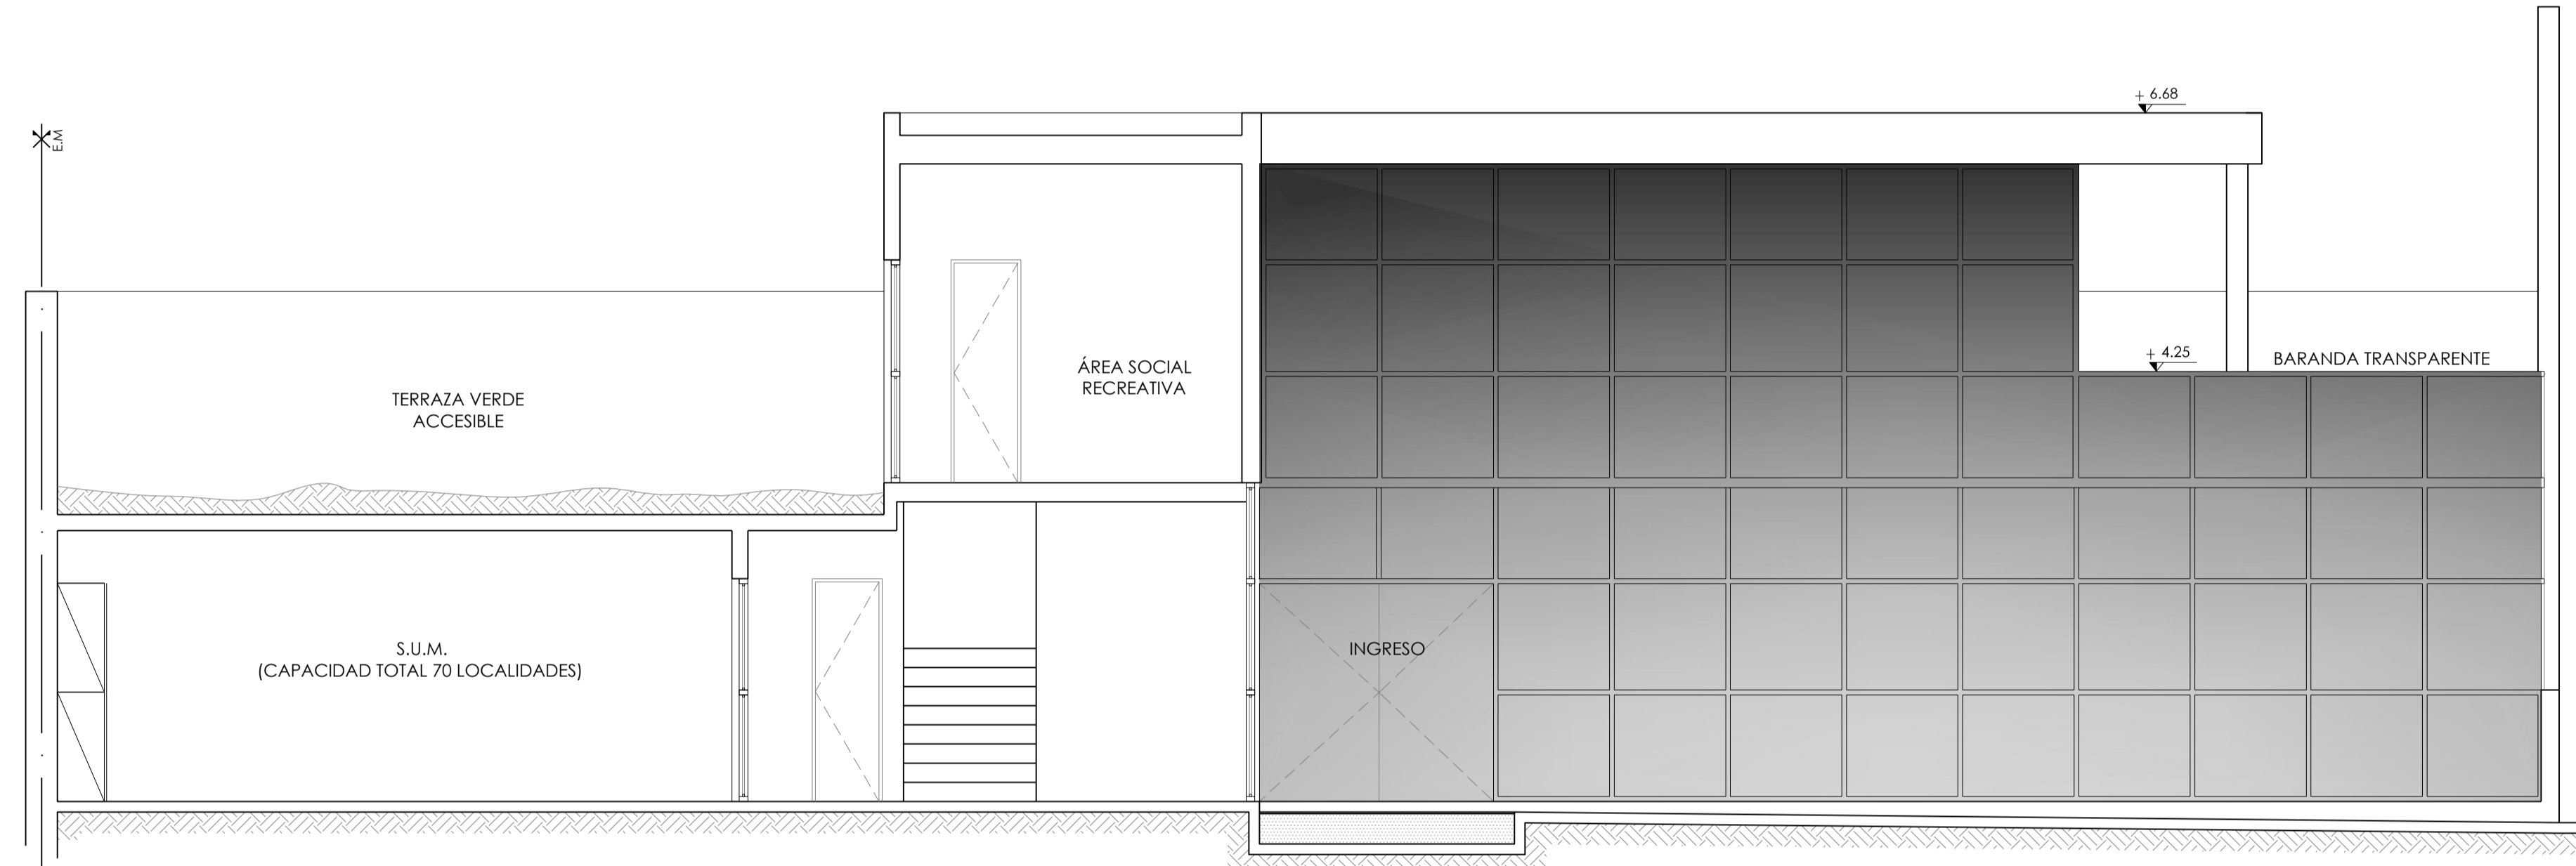 + 6.68
E.M
+ 4.25
BARANDA TRANSPARENTE
ÁREA SOCIAL
RECREATIVA
TERRAZA VERDE
ACCESIBLE
S.U.M.
(CAPACIDAD TOTAL 70 LOCALIDADES)
INGRESO